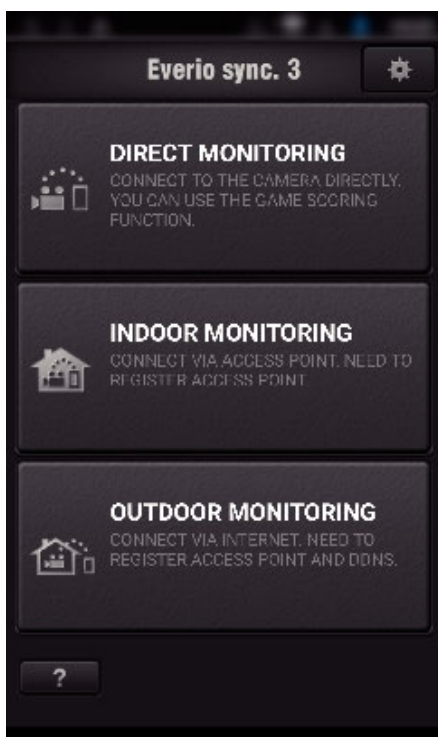 Everio sync. 3
DIRECT MONITORING
CONNECT TO THE CAMERA DIRECTLY.
YOU CAN USE THE GAME SCORING
FUNCTION.
INDOOR MONITORING
CONNECT VIA ACCESS POINT. NEED TO
REGISTER ACCESS POINT.
OUTDOOR MONITORING
CONNECT VIA INTERNET. NEED TO
REGISTER ACCESS POINT AND DDNS.
?